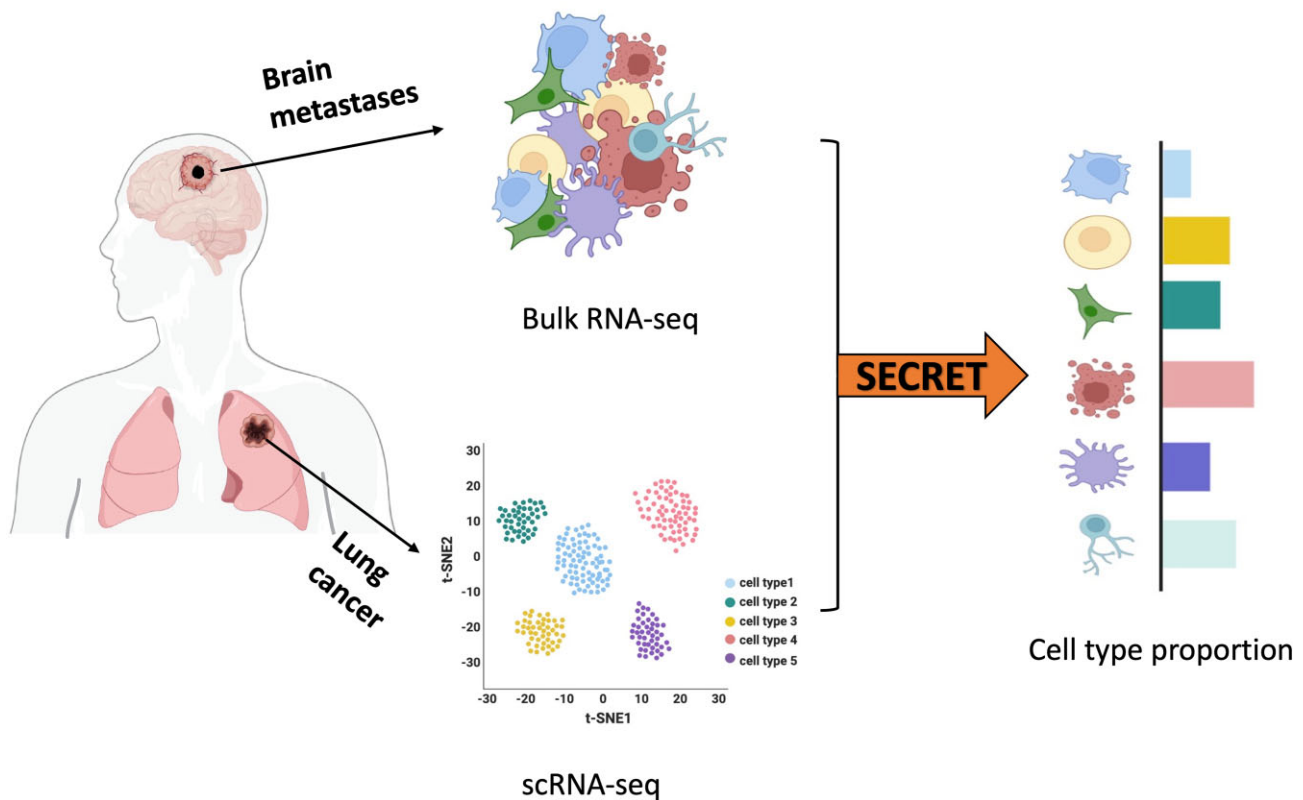 Brain
metastases
Bulk RNA-seq
SECRET
Lung
cancer
30
20
10
0
-10
-20
-30
t-SNE2
-30 -20 -10 0 10 20 30
t-SNE1
cell type1
cell type 2
cell type 3
cell type 4
cell type 5
scRNA-seq
Cell type proportion